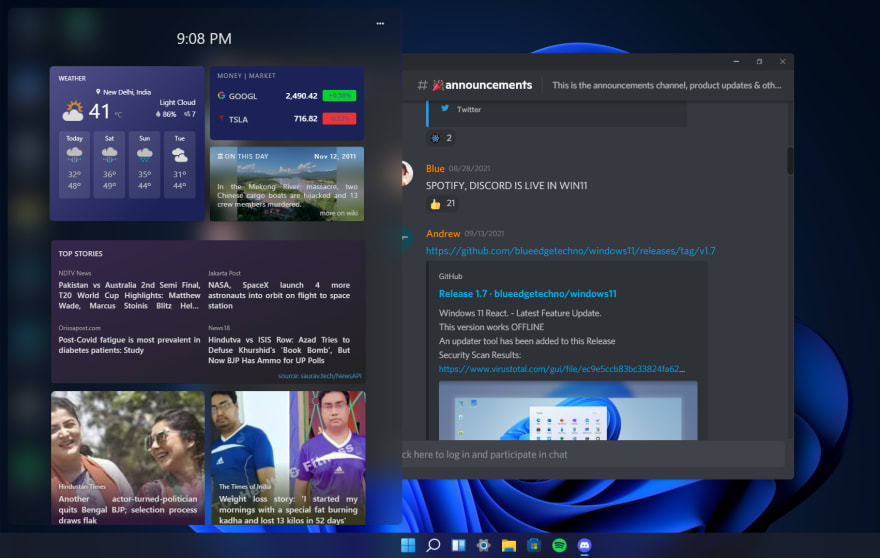 9:08 PM
WEATHER
New Delhi, India
41 °C
Light Cloud
86% 7
Today Sat Sun Tue
32° 36° 35° 31°
48° 49° 44° 44°
MONEY | MARKET
GOOGL 2,490.42
TSLA 716.82
ON THIS DAY Nov 12, 2011
In the Mekong River massacre, two
Chinese cargo boats are hijacked and 13
crew members murdered.
more on wiki
TOP STORIES
NDTV News
Pakistan vs Australia 2nd Semi Final,
T20 World Cup Highlights: Matthew
Wade, Marcus Stoinis Blitz Hel...
Jakarta Post
NASA, SpaceX launch 4 more
astronauts into orbit on flight to space
station
Orissapost.com
Post-Covid fatigue is most prevalent in
diabetes patients: Study
News18
Hindutva vs ISIS Row: Azad Tries to
Defuse Khurshid's 'Book Bomb', But
Now BJP Has Ammo for UP Polls
source: saurav.tech/NewsAPI
Hindustan Times
Another actor-turned-politician
quits Bengal BJP; selection process
draws flak
The Times of India
Weight loss story: "I started my
mornings with a special fat burning
kadha and lost 13 kilos in 52 days"
# announcements
This is the announcements channel, product updates & oth...
Twitter
2
Blue 08/28/2021
SPOTIFY, DISCORD IS LIVE IN WIN11
21
Andrew 09/13/2021
https://github.com/blueedgetechno/windows11/releases/tag/v1.7
GitHub
Release 1.7 · blueedgetechno/windows11
Windows 11 React. - Latest Feature Update.
This version works OFFLINE
An updater tool has been added to this Release
Security Scan Results:
https://www.virustotal.com/gui/file/ec9e5ccb83bc33824fa62...
ck here to log in and participate in chat